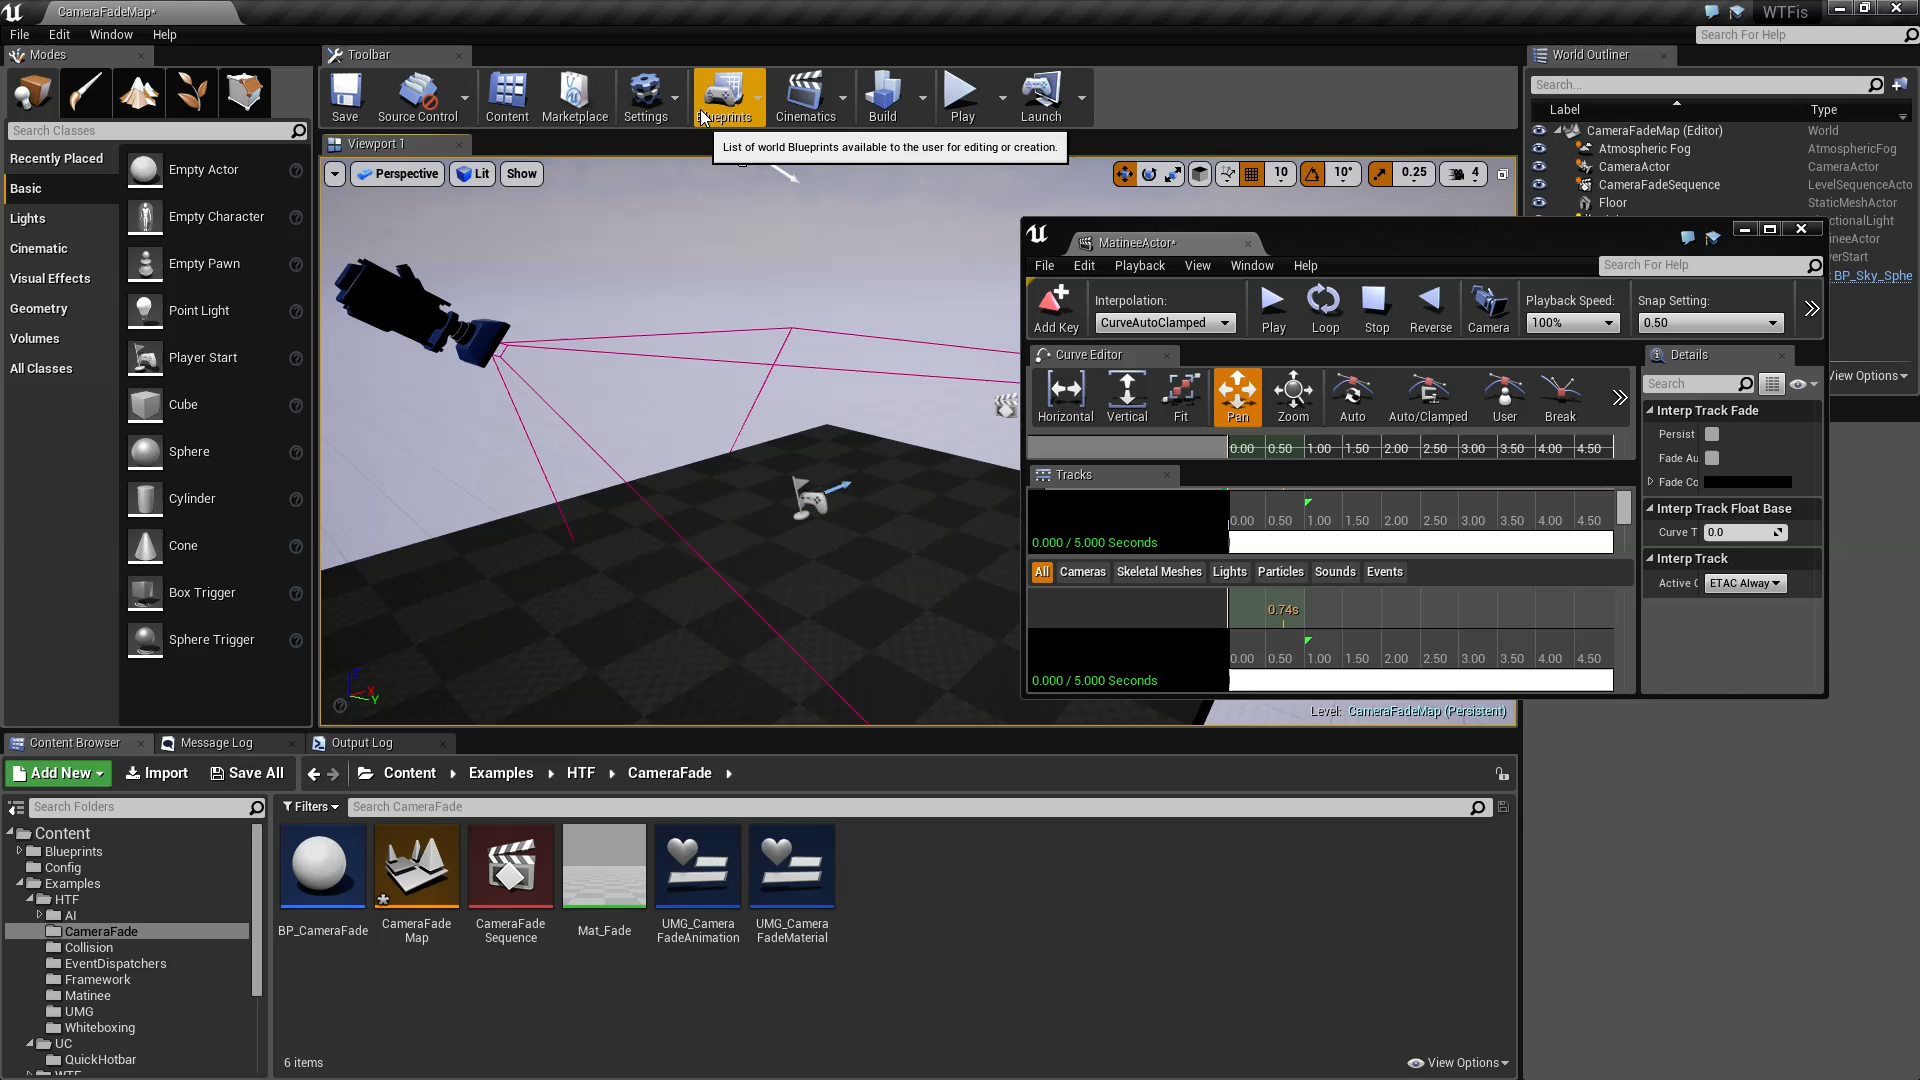 CameraFadeMap*
WTFis
File Edit Window Help
Search For Help
Modes
Toolbar
World Outliner
Save
Source Control
Content
Marketplace
Settings
Cinematics
Build
Play
Launch
Search Classes
Search...
Label Type
Recently Placed
Basic
Lights
Cinematic
Visual Effects
Geometry
Volumes
All Classes
Empty Actor
Empty Character
Empty Pawn
Point Light
Player Start
Cube
Sphere
Cylinder
Cone
Box Trigger
Sphere Trigger
Viewport 1
List of world Blueprints available to the user for editing or creation.
Perspective Lit Show
10 10° 0.25 4
CameraFadeMap (Editor) World
Atmospheric Fog AtmosphericFog
CameraActor CameraActor
CameraFadeSequence LevelSequenceActo
Floor StaticMeshActor
BP_Sky_Sphe
View Options
MatineeActor*
File Edit Playback View Window Help
Search For Help
Add Key
Interpolation:
CurveAutoClamped
Play
Loop
Stop
Reverse
Camera
Playback Speed:
100%
Snap Setting:
0.50
Curve Editor
Horizontal Vertical Fit Pan Zoom Auto Auto/Clamped User Break
0.00 0.50 1.00 1.50 2.00 2.50 3.00 3.50 4.00 4.50
Tracks
0.00 0.50 1.00 1.50 2.00 2.50 3.00 3.50 4.00 4.50
0.000 / 5.000 Seconds
All Cameras Skeletal Meshes Lights Particles Sounds Events
0.74s
0.00 0.50 1.00 1.50 2.00 2.50 3.00 3.50 4.00 4.50
0.000 / 5.000 Seconds
Details
Search
Interp Track Fade
Persist
Fade Au
Fade Co
Interp Track Float Base
Curve T 0.0
Interp Track
Active ETAC Alway
X
Y
Level: CameraFadeMap (Persistent)
Content Browser
Message Log
Output Log
Add New
Import
Save All
Content Examples HTF CameraFade
Search Folders
Filters
Search CameraFade
Content
Blueprints
Config
Examples
HTF
AI
CameraFade
Collision
EventDispatchers
Framework
Matinee
UMG
Whiteboxing
UC
QuickHotbar
BP_CameraFade
CameraFade
Map
CameraFade
Sequence
Mat_Fade
UMG_Camera
FadeAnimation
UMG_Camera
FadeMaterial
6 items
View Options